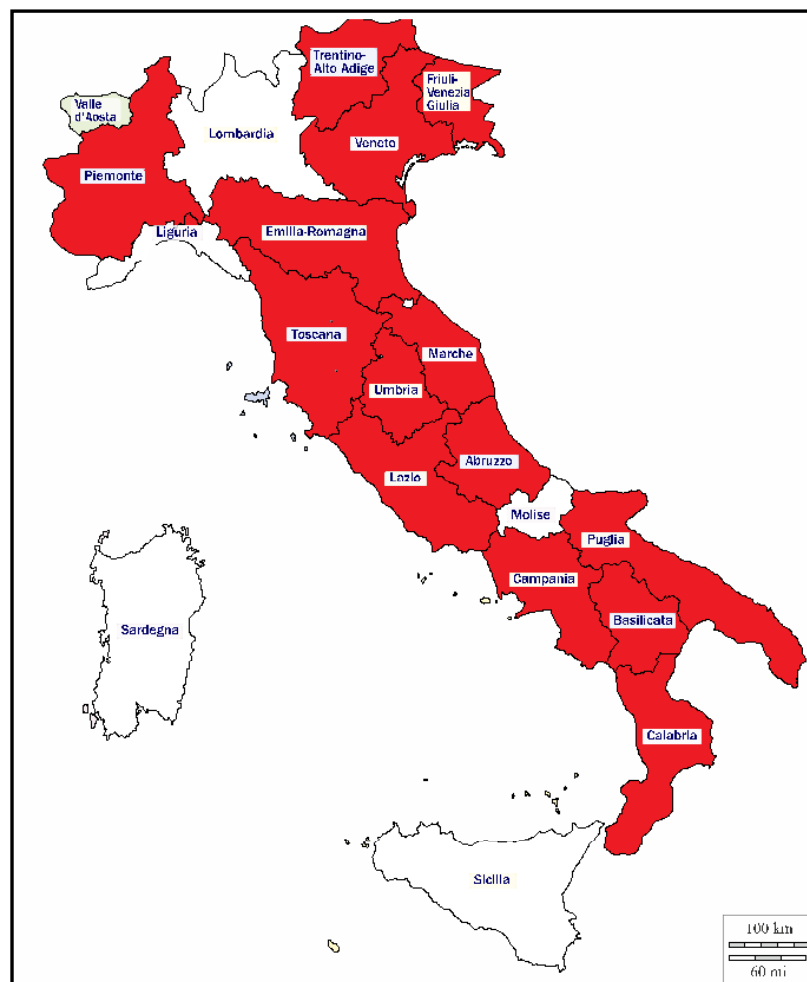 Trentino-
Alto Adige
Friuli-
Venezia
Giulia
Valle
d'Aosta
Lombardia
Veneto
Piemonte
Liguria
Emilia-Romagna
Toscana
Marche
Umbria
Abruzzo
Lazio
Molise
Puglia
Campania
Basilicata
Sardegna
Calabria
Sicilia
100 km
60 mi